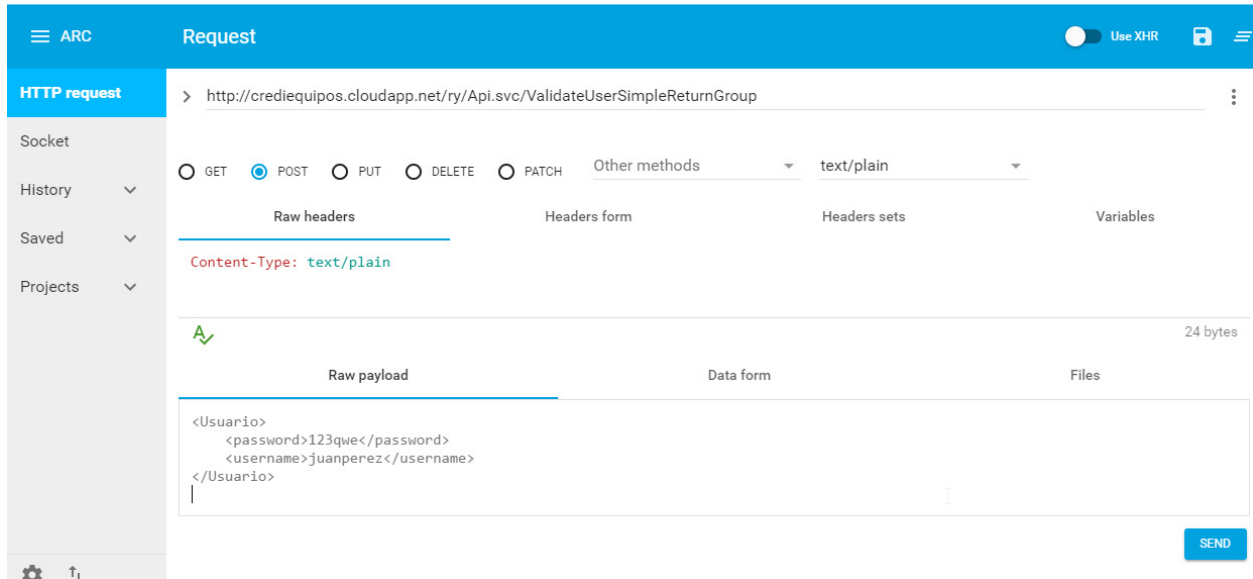 ARC
Request
Use XHR
HTTP request
http://crediequipos.cloudapp.net/ry/Api.svc/ValidateUserSimpleReturnGroup
Socket
History
Saved
Projects
GET POST PUT DELETE PATCH Other methods text/plain
Raw headers Headers form Headers sets Variables
Content-Type: text/plain
24 bytes
Raw payload Data form Files
<Usuario>
    <password>123qwe</password>
    <username>juanperez</username>
</Usuario>
SEND